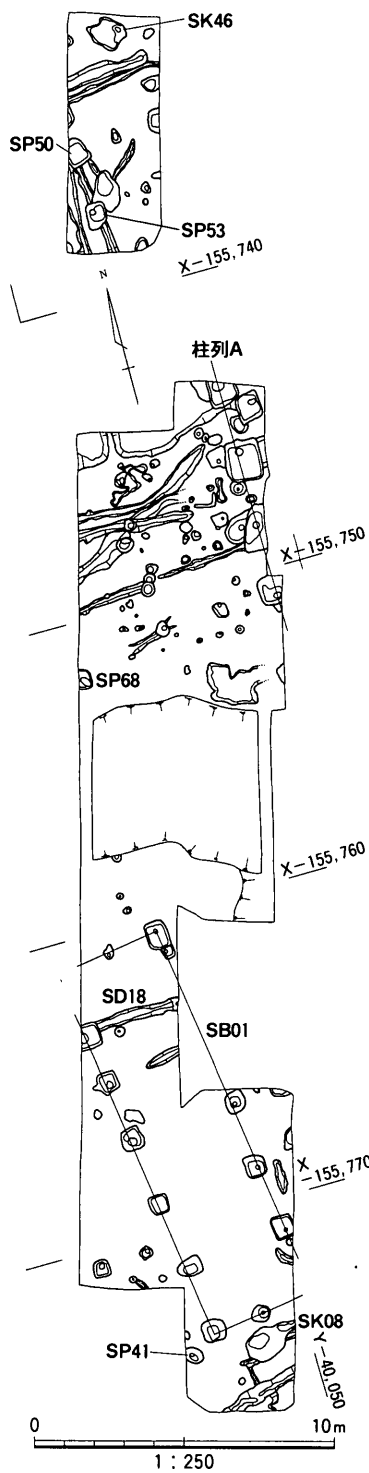 SK46
SP50
SP53
X-155,740
N
柱列A
X-155,750
SP68
X-155,760
SD18
SB01
X
-155,770
SK08
SP41
Y-40,050
0 10m
1:250